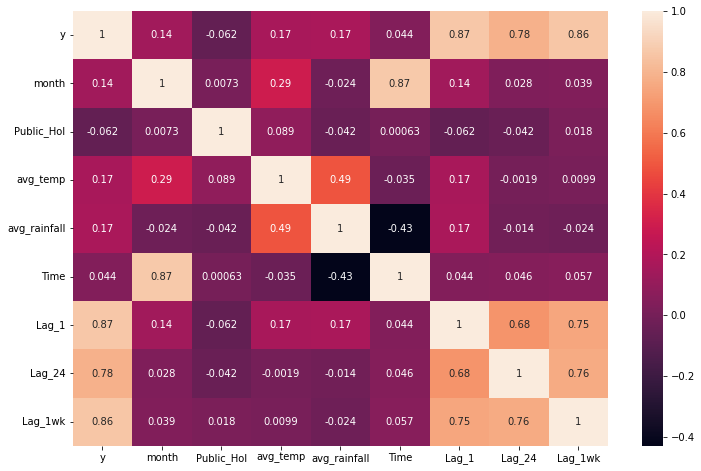 y 1 0.14 -0.062 0.17 0.17 0.044 0.87 0.78 0.86
month 0.14 1 0.0073 0.29 -0.024 0.87 0.14 0.028 0.039
Public_Hol -0.062 0.0073 1 0.089 -0.042 0.00063 -0.062 -0.042 0.018
avg_temp 0.17 0.29 0.089 1 0.49 -0.035 0.17 -0.0019 0.0099
avg_rainfall 0.17 -0.024 -0.042 0.49 1 -0.43 0.17 -0.014 -0.024
Time 0.044 0.87 0.00063 -0.035 -0.43 1 0.044 0.046 0.057
Lag_1 0.87 0.14 -0.062 0.17 0.17 0.044 1 0.68 0.75
Lag_24 0.78 0.028 -0.042 -0.0019 -0.014 0.046 0.68 1 0.76
Lag_1wk 0.86 0.039 0.018 0.0099 -0.024 0.057 0.75 0.76 1
y month Public_Hol avg_temp avg_rainfall Time Lag_1 Lag_24 Lag_1wk
1.0
0.8
0.6
0.4
0.2
0.0
−0.2
−0.4